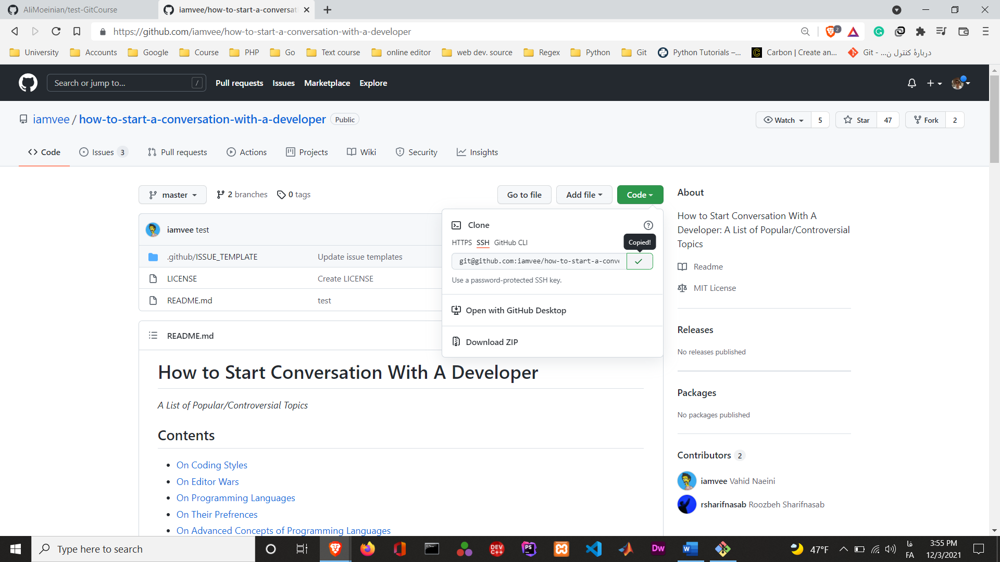 AliMoeinian/test-GitCourse
iamvee/how-to-start-a-conversat
https://github.com/iamvee/how-to-start-a-conversation-with-a-developer
2
University
Accounts
Google
Course
PHP
Go
Text course
online editor
web dev. source
Regex
Python
Git
Python Tutorials –...
Carbon | Create an...
Git - ...دربارهٔ کنترل ن
Search or jump to...
/
Pull requests
Issues
Marketplace
Explore
iamvee / how-to-start-a-conversation-with-a-developer
Public
Watch
5
Star
47
Fork
2
Code
Issues 3
Pull requests
Actions
Projects
Wiki
Security
Insights
master
2 branches
0 tags
Go to file
Add file
Code
iamvee test
.github/ISSUE_TEMPLATE
Update issue templates
LICENSE
Create LICENSE
README.md
test
Clone
HTTPS
SSH
GitHub CLI
Copied!
git@github.com:iamvee/how-to-start-a-conve
Use a password-protected SSH key.
Open with GitHub Desktop
Download ZIP
README.md
How to Start Conversation With A Developer
A List of Popular/Controversial Topics
Contents
On Coding Styles
On Editor Wars
On Programming Languages
On Their Prefrences
On Advanced Concepts of Programming Languages
About
How to Start Conversation With A
Developer: A List of Popular/Controversial
Topics
Readme
MIT License
Releases
No releases published
Packages
No packages published
Contributors 2
iamvee Vahid Naeini
rsharifnasab Roozbeh Sharifnasab
Type here to search
DEV
C++
PS
Dw
W
47°F
فا
FA
3:55 PM
12/3/2021